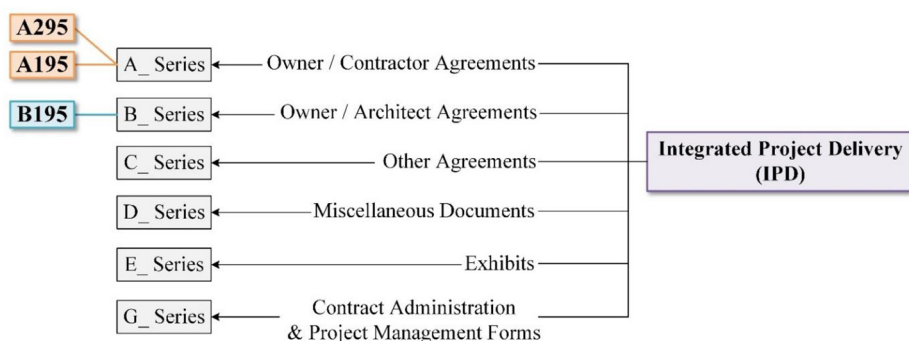 A295
A195
A_ Series
Owner / Contractor Agreements
B195
B_ Series
Owner / Architect Agreements
C_ Series
Other Agreements
Integrated Project Delivery
(IPD)
D_ Series
Miscellaneous Documents
E_ Series
Exhibits
G_ Series
Contract Administration
& Project Management Forms